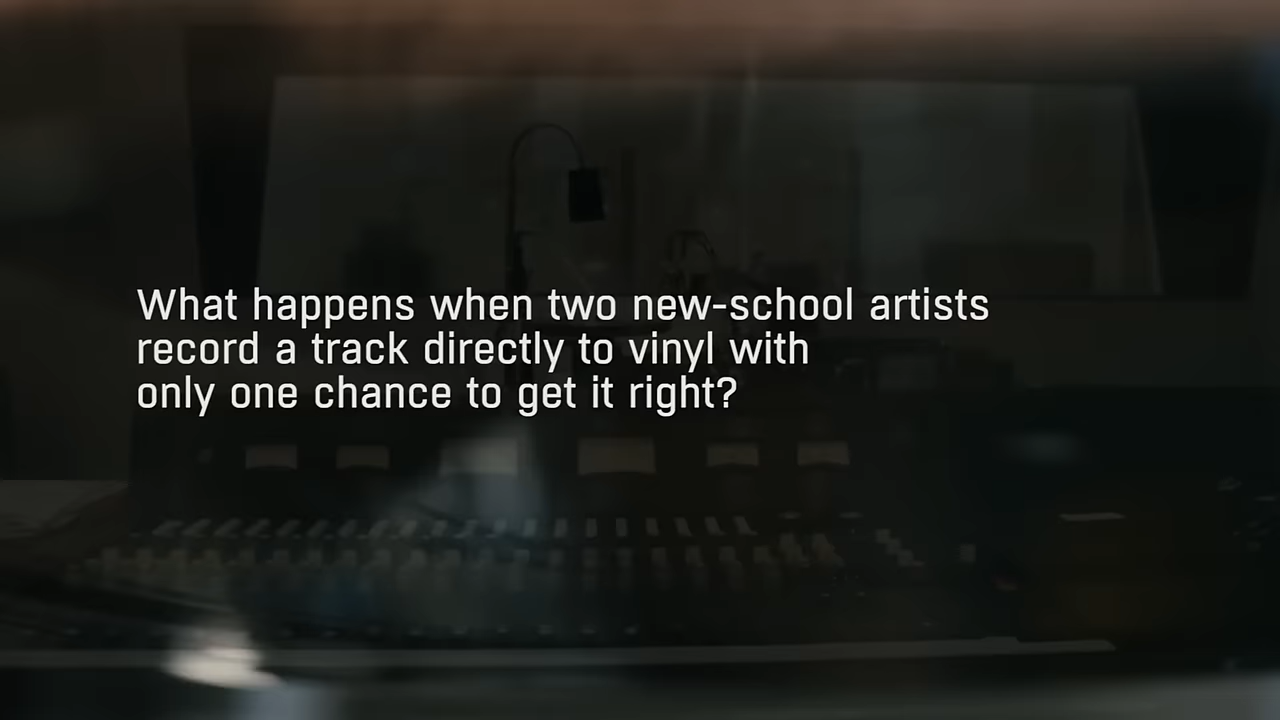 What happens when two new-school artists
record a track directly to vinyl with
only one chance to get it right?